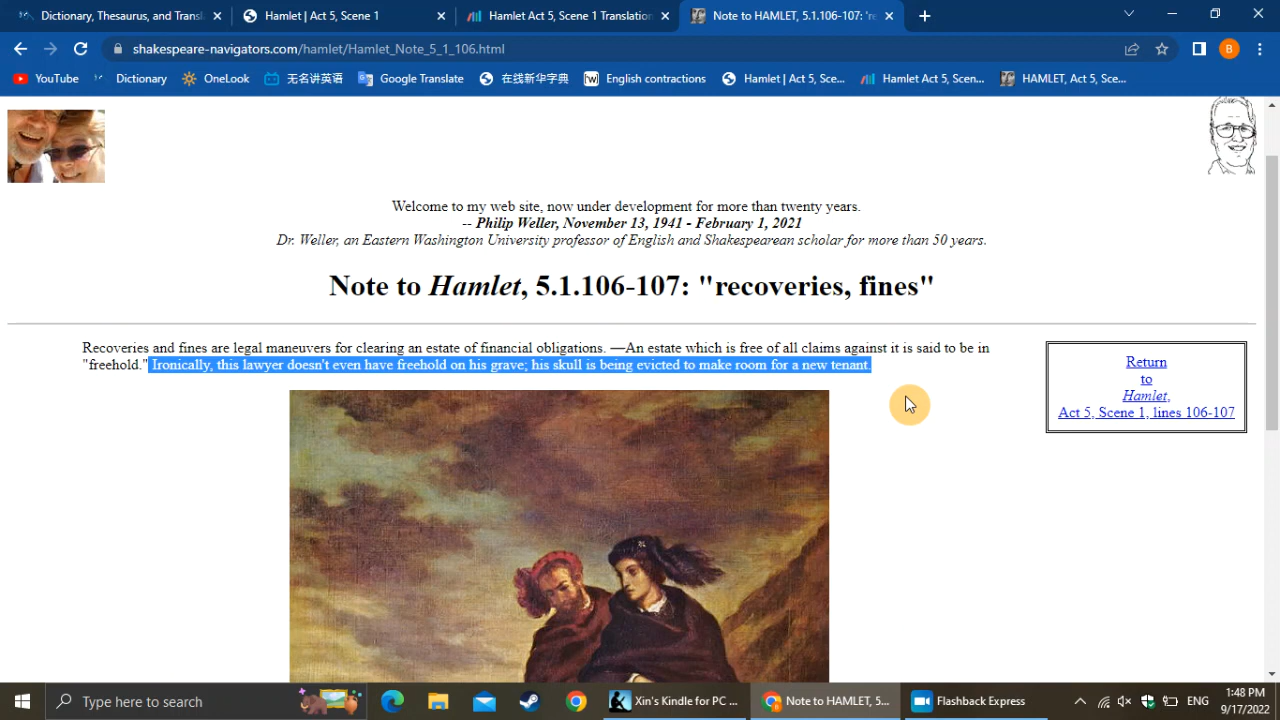 Dictionary, Thesaurus, and Transl
Hamlet | Act 5, Scene 1
Hamlet Act 5, Scene 1 Translation
Note to HAMLET, 5.1.106-107: "re
shakespeare-navigators.com/hamlet/Hamlet_Note_5_1_106.html
B
YouTube
Dictionary
OneLook
无名讲英语
Google Translate
在线新华字典
English contractions
Hamlet | Act 5, Sce...
Hamlet Act 5, Scen...
HAMLET, Act 5, Sc...
Welcome to my web site, now under development for more than twenty years.
-- Philip Weller, November 13, 1941 - February 1, 2021
Dr. Weller, an Eastern Washington University professor of English and Shakespearean scholar for more than 50 years.
Note to Hamlet, 5.1.106-107: "recoveries, fines"
Recoveries and fines are legal maneuvers for clearing an estate of financial obligations. —An estate which is free of all claims against it is said to be in
"freehold." Ironically, this lawyer doesn't even have freehold on his grave; his skull is being evicted to make room for a new tenant.
Return
to
Hamlet,
Act 5, Scene 1, lines 106-107
Type here to search
Xin's Kindle for PC ...
Note to HAMLET, 5...
Flashback Express
ENG
1:48 PM
9/17/2022